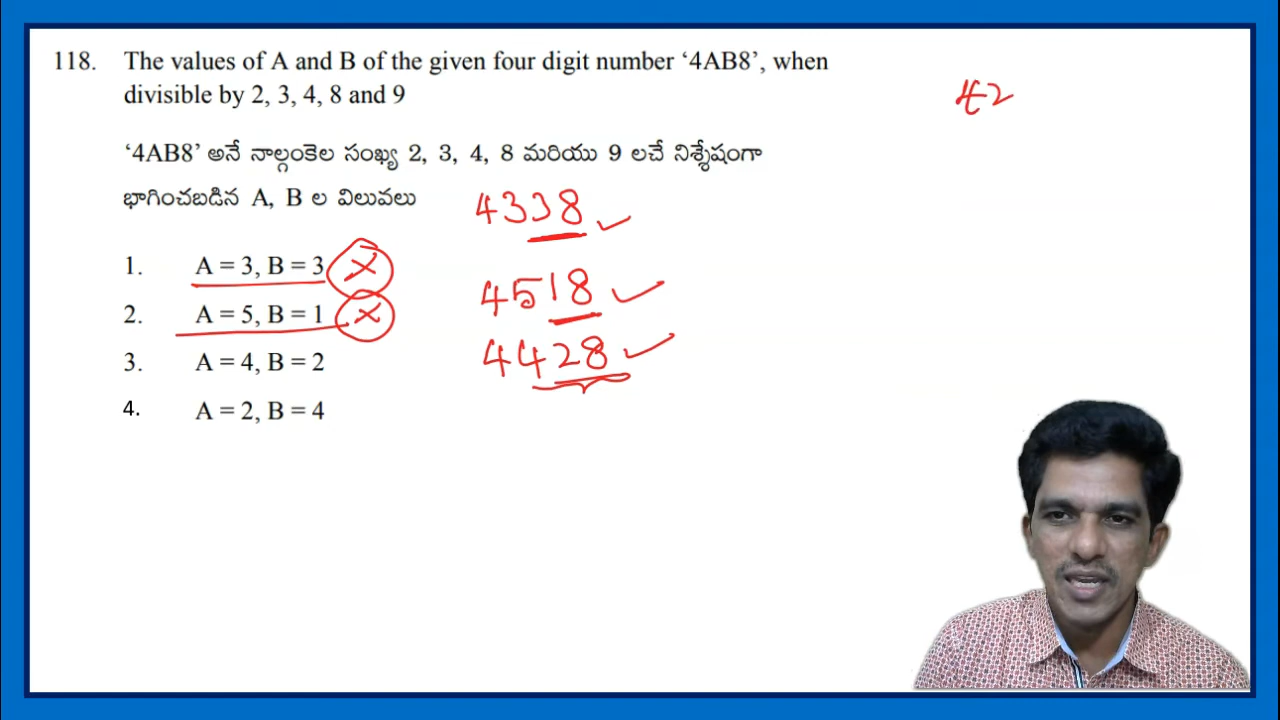 118. The values of A and B of the given four digit number ‘4AB8’, when
divisible by 2, 3, 4, 8 and 9
42
‘4AB8’ అనే నాల్గంకెల సంఖ్య 2, 3, 4, 8 మరియు 9 లచే నిశ్శేషంగా
భాగించబడిన A, B ల విలువలు
4338
1. A = 3, B = 3
4518
2. A = 5, B = 1
4428
3. A = 4, B = 2
4. A = 2, B = 4